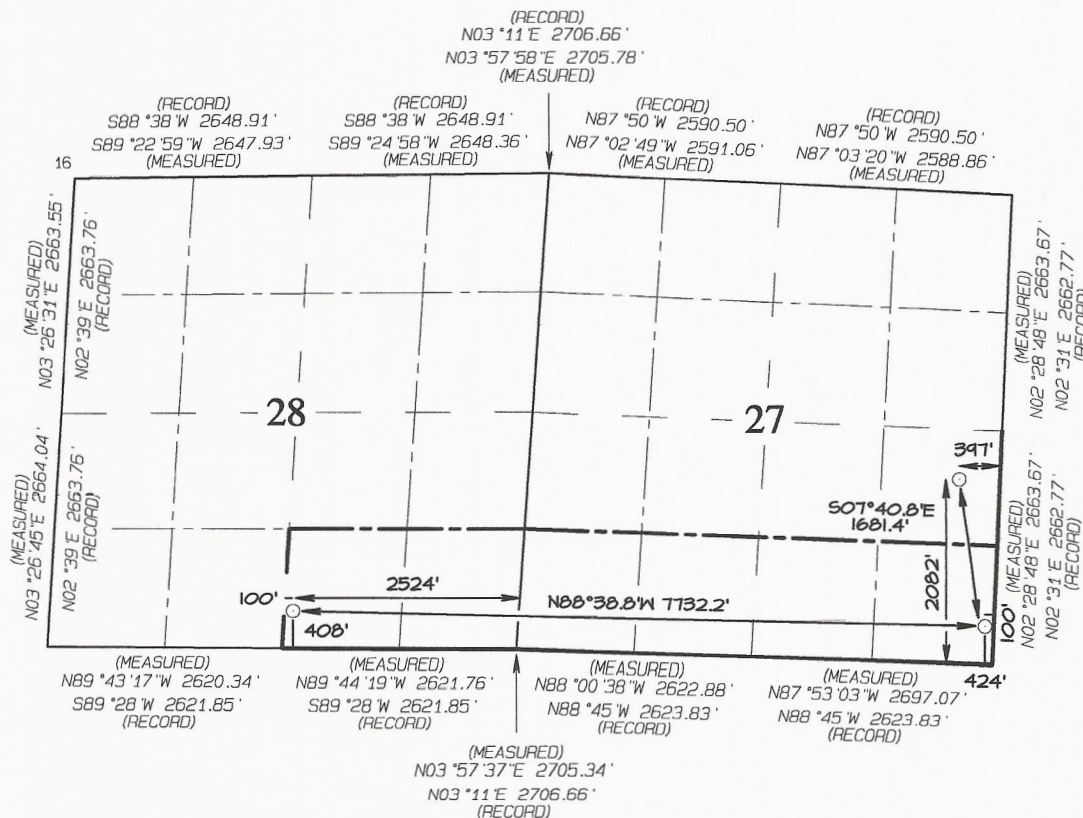 (RECORD)
N03 °11'E 2706.66'
N03 °57 '58"E 2705.78'
(MEASURED)
(RECORD)
S88 °38 'W 2648.91'
S89 °22 '59"W 2647.93'
(MEASURED)
(RECORD)
S88 °38 'W 2648.91'
S89 °24 '58"W 2648.36'
(MEASURED)
(RECORD)
N87 °50 'W 2590.50'
N87 °02 '49"W 2591.06'
(MEASURED)
(RECORD)
N87 °50 'W 2590.50'
N87 °03 '20"W 2588.86'
(MEASURED)
16
(MEASURED)
N03 °26 '31"E 2663.55'
N02 °39 'E 2663.76'
(RECORD)
(MEASURED)
N02 °28 '48"E 2663.67'
N02 °31 'E 2662.77'
(RECORD)
28
27
397'
(MEASURED)
N03 °26 '45"E 2664.04'
N02 °39 'E 2663.76'
(RECORD)
S07°40.8'E
1681.4'
2082'
(MEASURED)
N02 °28 '48"E 2663.67'
N02 °31 'E 2662.77'
(RECORD)
100'
2524'
N88°38.8'W 7732.2'
100'
408'
424'
(MEASURED)
N89 °43 '17"W 2620.34'
S89 °28 'W 2621.85'
(RECORD)
(MEASURED)
N89 °44 '19"W 2621.76'
S89 °28 'W 2621.85'
(RECORD)
(MEASURED)
N88 °00 '38"W 2622.88'
N88 °45 'W 2623.83'
(RECORD)
(MEASURED)
N87 °53 '03"W 2697.07'
N88 °45 'W 2623.83'
(RECORD)
(MEASURED)
N03 °57 '37"E 2705.34'
N03 °11 'E 2706.66'
(RECORD)